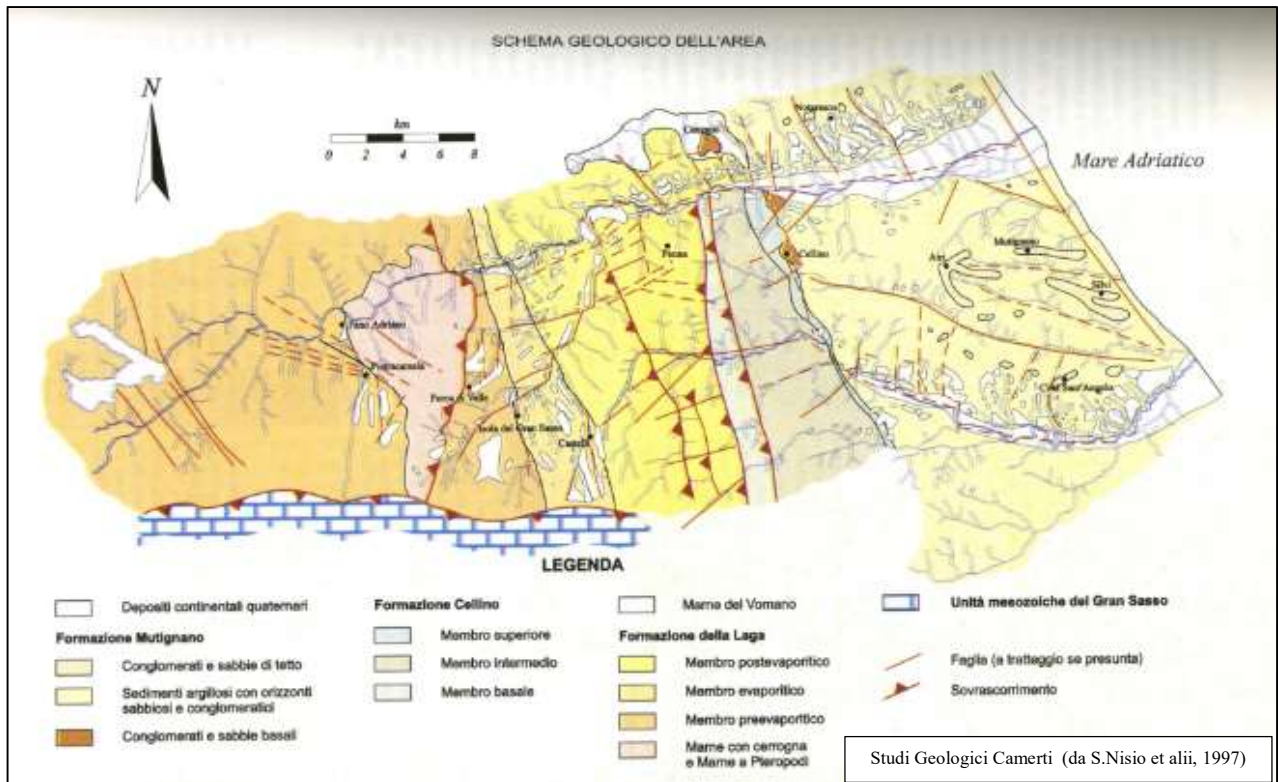 SCHEMA GEOLOGICO DELL'AREA
N
km
0 2 4 6 8
Mare Adriatico
Notaresco
Penna
Cellino
Atri
Mutignano
Silvi
Fano Adriano
Pietracamela
Isola del Gran Sasso
Castelli
Città Sant'Angelo
LEGENDA
Depositi continentali quaternari
Formazione Mutignano
Conglomerati e sabbie di tetto
Sedimenti argillosi con orizzonti
sabbiosi e conglomeratici
Conglomerati e sabbie basali
Formazione Cellino
Membro superiore
Membro intermedio
Membro basale
Marne del Vomano
Formazione della Laga
Membro postevaporitico
Membro evaporitico
Membro preevaporitico
Marne con cerrogna
e Marne a Pteropodi
Unità mesozoiche del Gran Sasso
Faglia (a tratteggio se presunta)
Sovrascorrimento
Studi Geologici Camerti (da S.Nisio et alii, 1997)